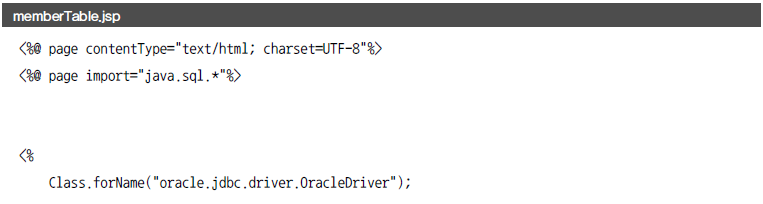 memberTable.jsp
<%@ page contentType="text/html; charset=UTF-8"%>
<%@ page import="java.sql.*"%>
<%
Class.forName("oracle.jdbc.driver.OracleDriver");